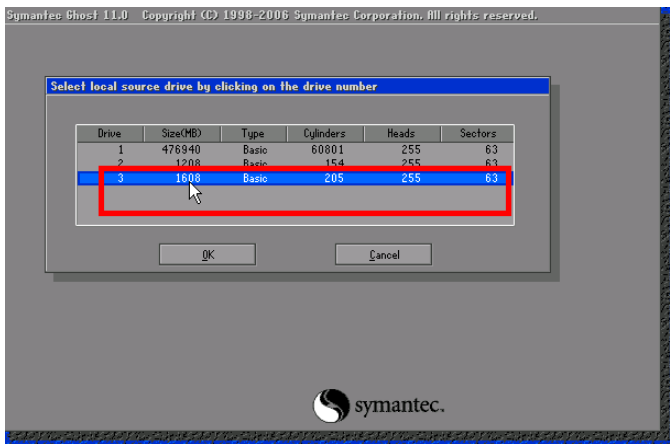 Symantec Ghost 11.0 Copyright (C) 1998-2006 Symantec Corporation. All rights reserved.
Select local source drive by clicking on the drive number
Drive Size(MB) Type Cylinders Heads Sectors
1 476940 Basic 60801 255 63
2 1208 Basic 154 255 63
3 1608 Basic 205 255 63
OK Cancel
symantec.